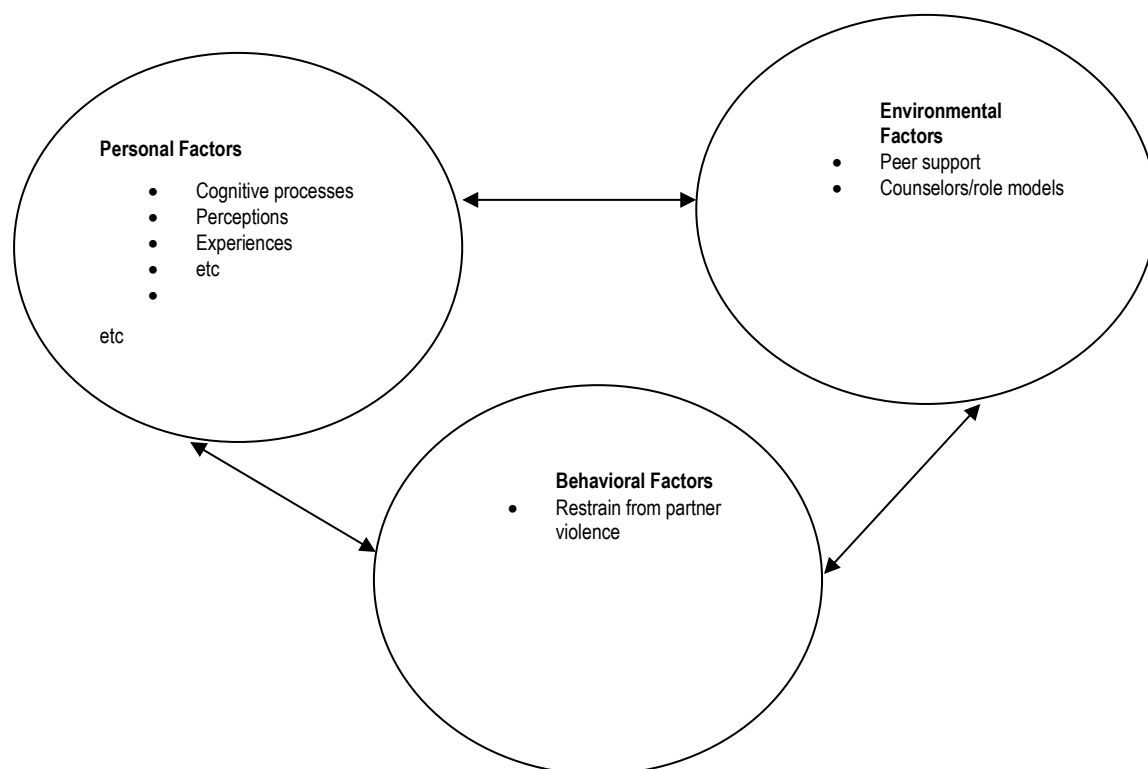 Personal Factors
• Cognitive processes
• Perceptions
• Experiences
• etc
•
etc
Environmental
Factors
• Peer support
• Counselors/role models
Behavioral Factors
• Restrain from partner
violence